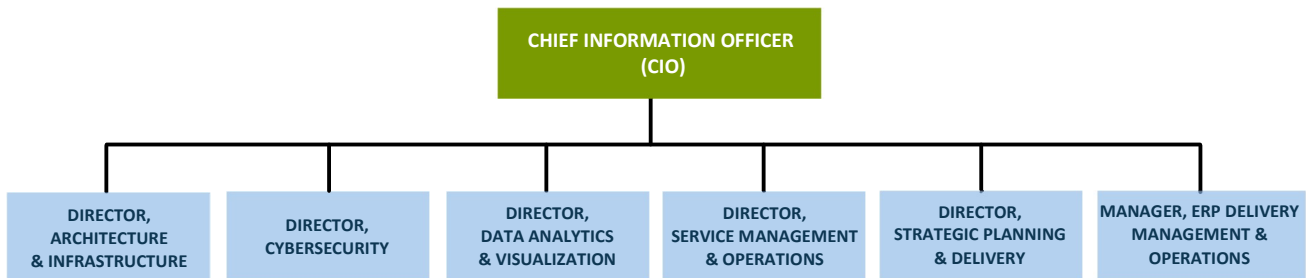 CHIEF INFORMATION OFFICER
(CIO)
DIRECTOR,
ARCHITECTURE
& INFRASTRUCTURE
DIRECTOR,
CYBERSECURITY
DIRECTOR,
DATA ANALYTICS
& VISUALIZATION
DIRECTOR,
SERVICE MANAGEMENT
& OPERATIONS
DIRECTOR,
STRATEGIC PLANNING
& DELIVERY
MANAGER, ERP DELIVERY
MANAGEMENT &
OPERATIONS